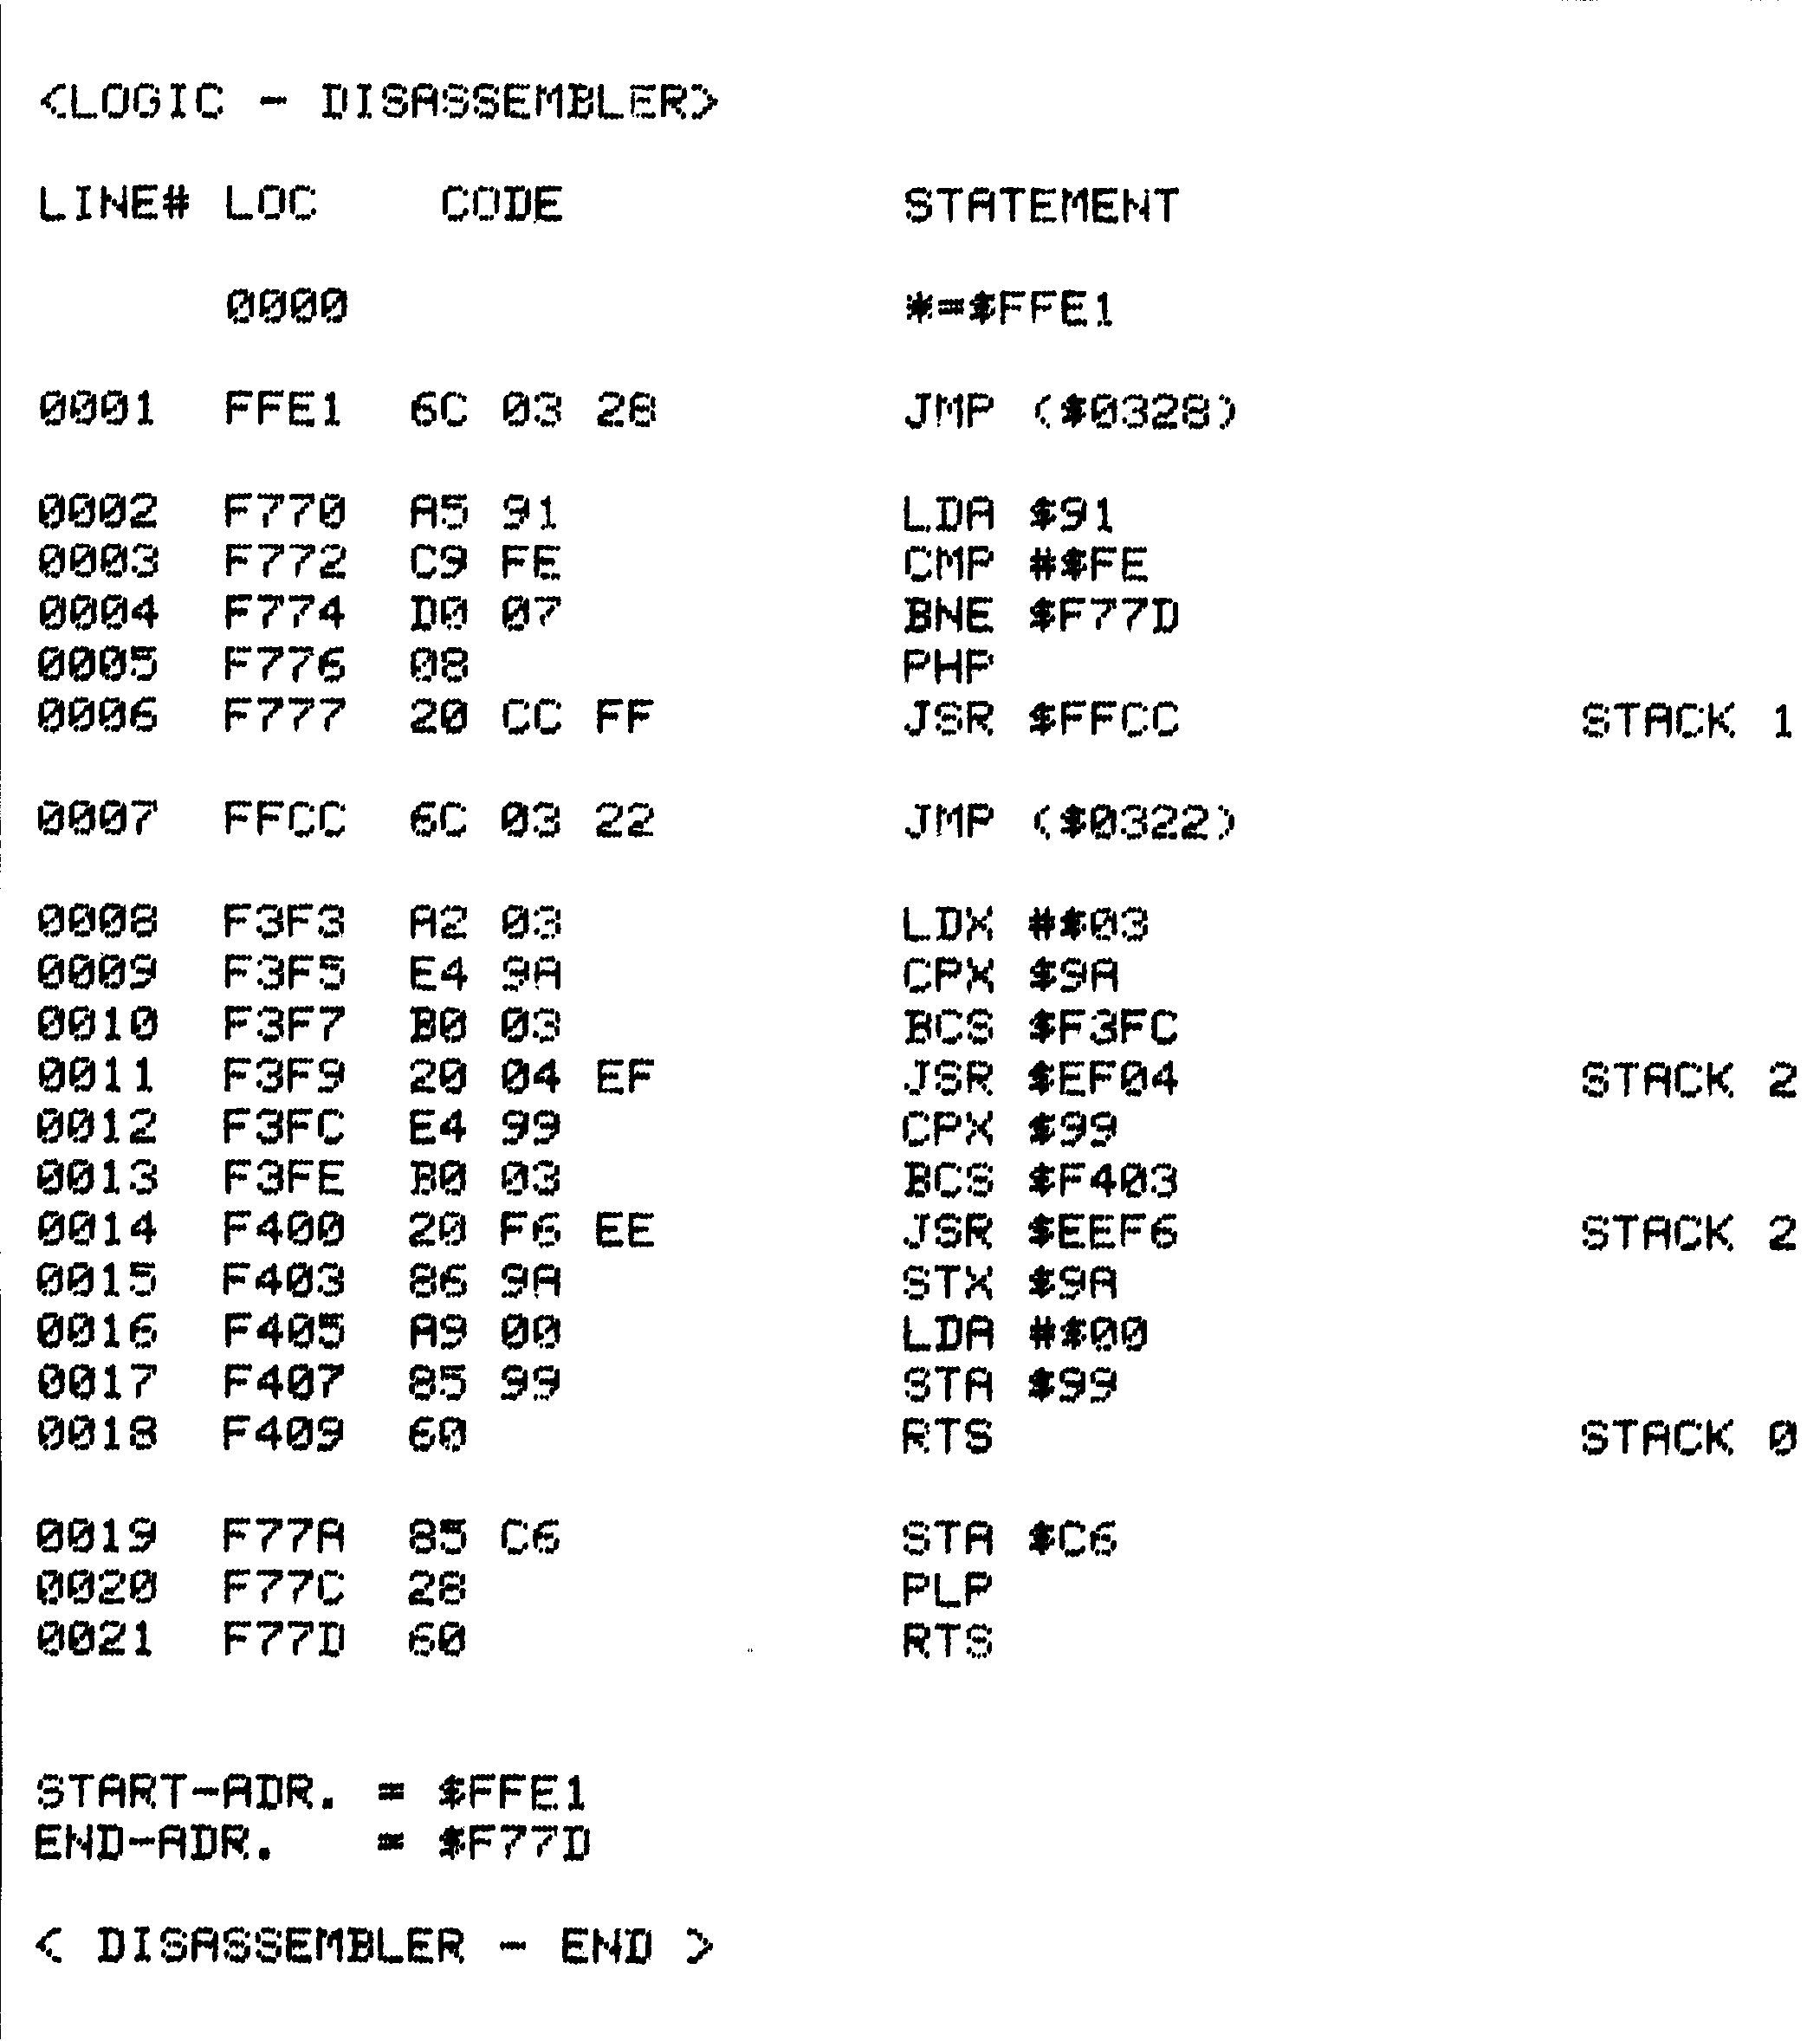 <LOGIC - DISASSEMBLER>
LINE# LOC CODE STATEMENT
0000 *=$FFE1
0001 FFE1 6C 03 28 JMP ($0328)
0002 F770 A5 91 LDA $91
0003 F772 C9 FE CMP #$FE
0004 F774 D0 07 BNE $F77D
0005 F776 08 PHP
0006 F777 20 CC FF JSR $FFCC STACK 1
0007 FFCC 6C 03 22 JMP ($0322)
0008 F3F3 A2 03 LDX #$03
0009 F3F5 E4 9A CPX $9A
0010 F3F7 B0 03 BCS $F3FC
0011 F3F9 20 04 EF JSR $EF04 STACK 2
0012 F3FC E4 99 CPX $99
0013 F3FE B0 03 BCS $F403
0014 F400 20 F6 EE JSR $EEF6 STACK 2
0015 F403 86 9A STX $9A
0016 F405 A9 00 LDA #$00
0017 F407 85 99 STA $99
0018 F409 60 RTS STACK 0
0019 F77A 85 C6 STA $C6
0020 F77C 28 PLP
0021 F77D 60 RTS
START-ADR. = $FFE1
END-ADR. = $F77D
< DISASSEMBLER - END >